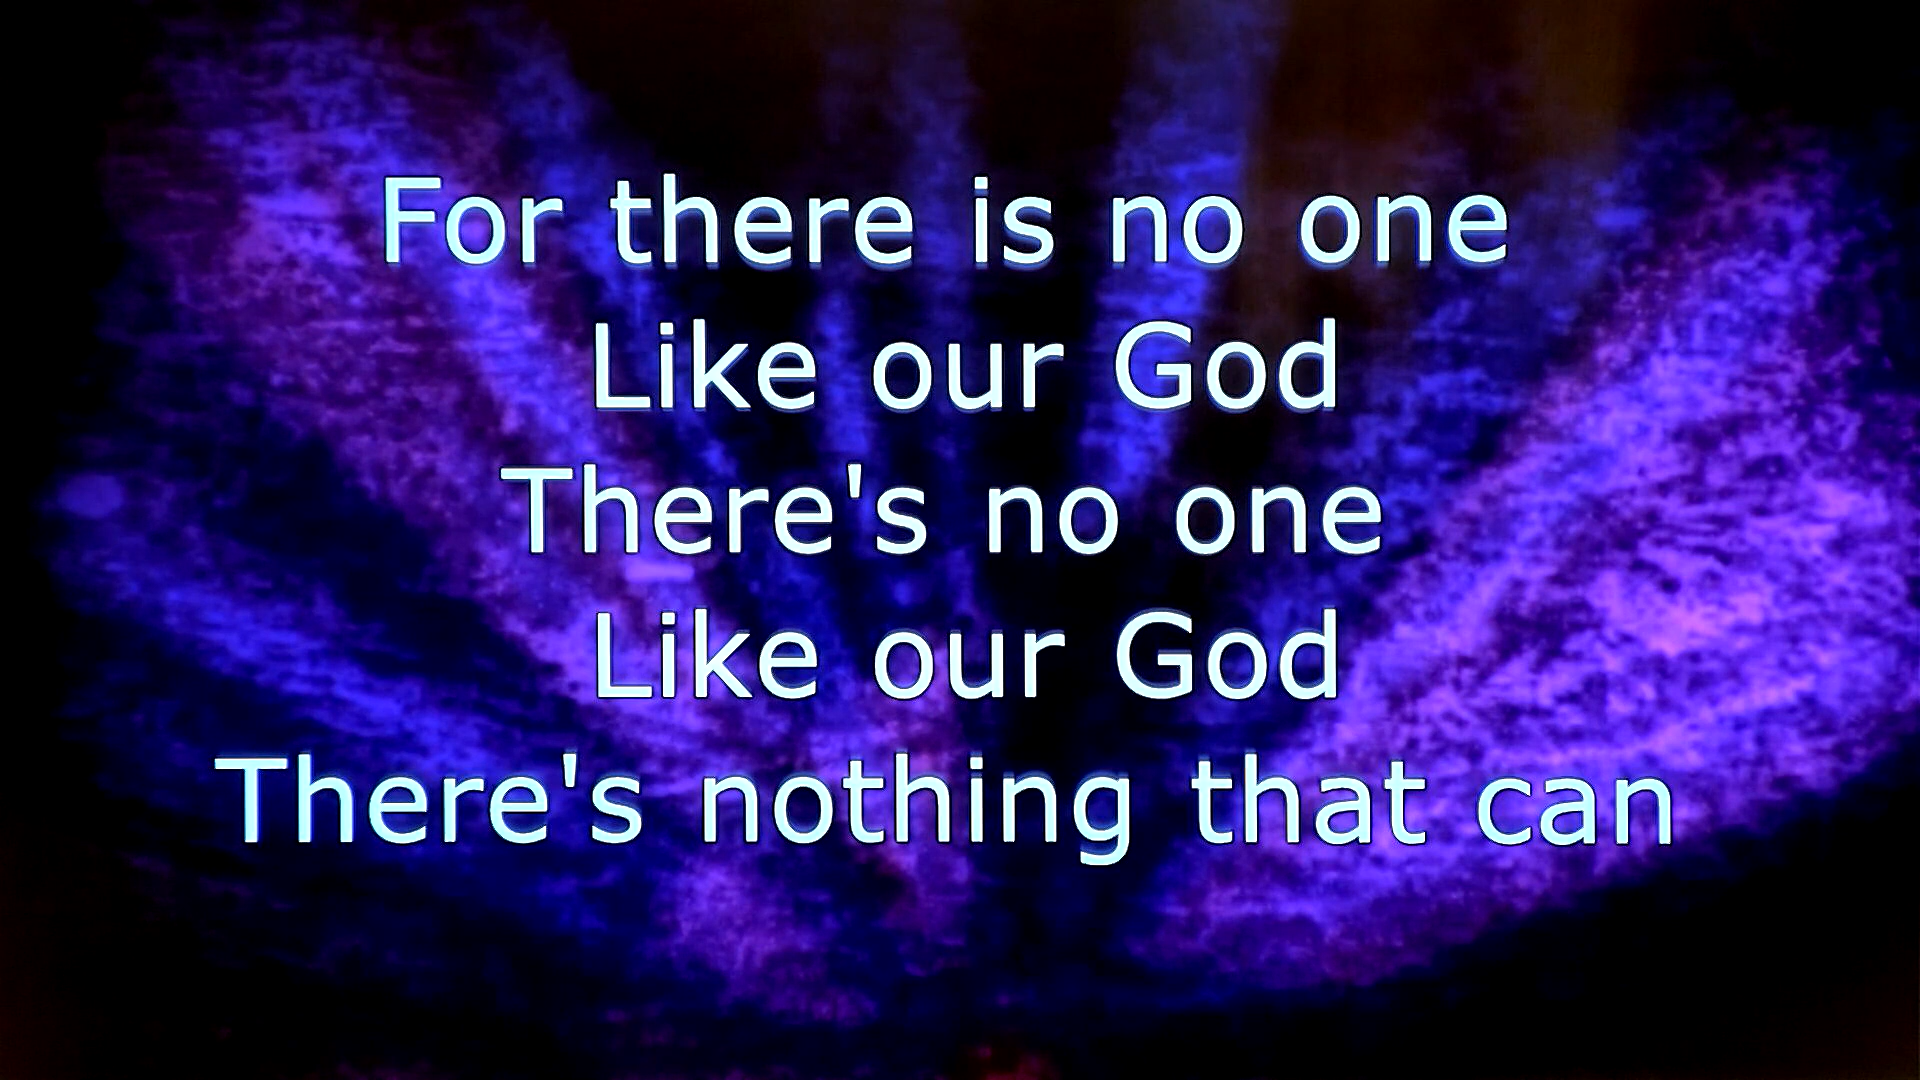 For there is no one
Like our God
There's no one
Like our God
There's nothing that can